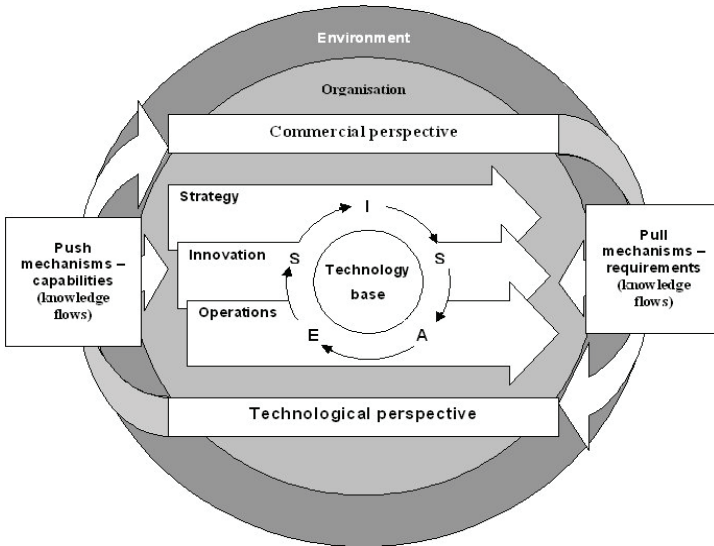 Environment
Organisation
Commercial perspective
Strategy
I
Innovation
S
S
Technology
base
Operations
E
A
Push
mechanisms –
capabilities
(knowledge
flows)
Pull
mechanisms –
requirements
(knowledge
flows)
Technological perspective